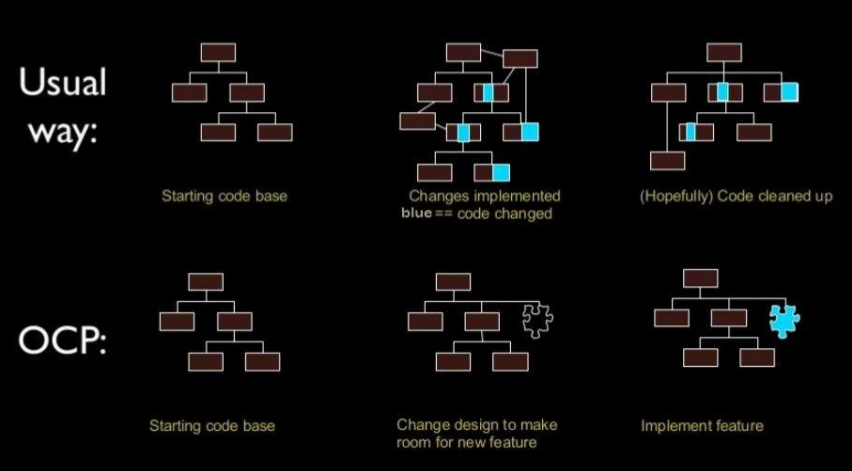 Usual
way:
Starting code base
Changes implemented
blue == code changed
(Hopefully) Code cleaned up
OCP:
Starting code base
Change design to make
room for new feature
Implement feature